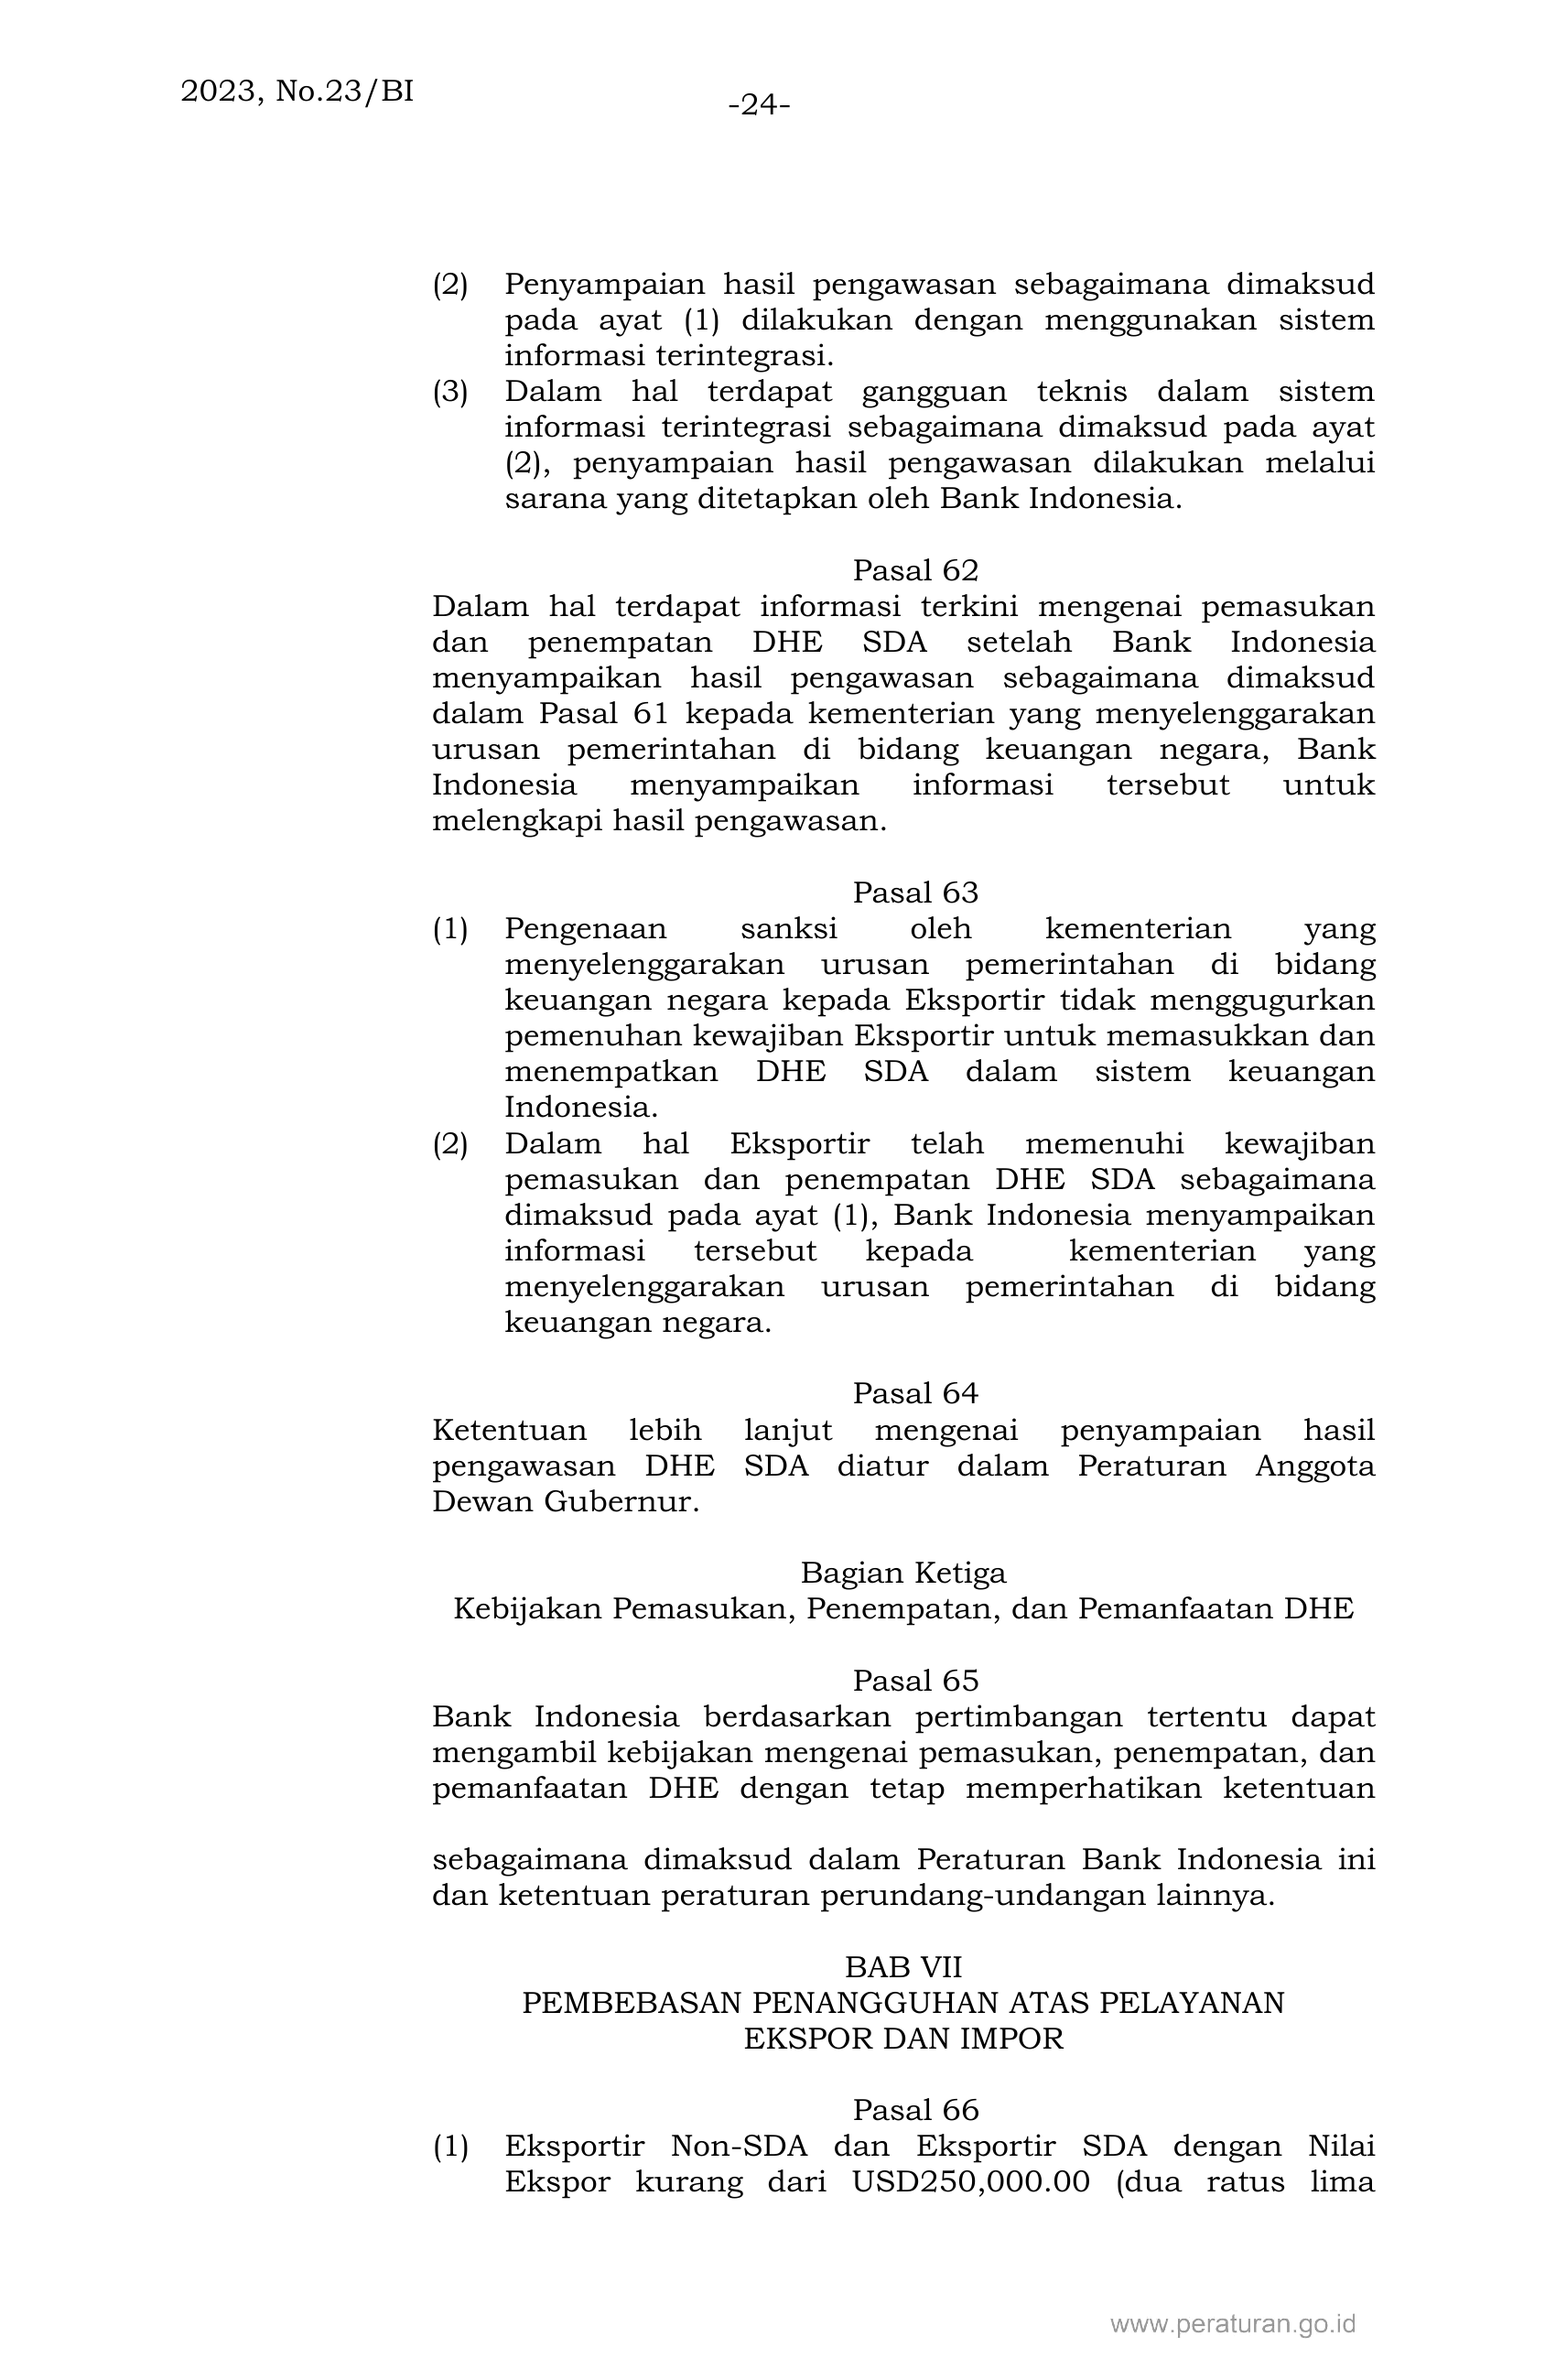 2023, No.23/BI
-24-
(2) Penyampaian hasil pengawasan sebagaimana dimaksud
pada ayat (1) dilakukan dengan menggunakan sistem
informasi terintegrasi.
(3) Dalam hal terdapat gangguan teknis dalam sistem
informasi terintegrasi sebagaimana dimaksud pada ayat
(2), penyampaian hasil pengawasan dilakukan melalui
sarana yang ditetapkan oleh Bank Indonesia.
Pasal 62
Dalam hal terdapat informasi terkini mengenai pemasukan
dan penempatan DHE SDA setelah Bank Indonesia
menyampaikan hasil pengawasan sebagaimana dimaksud
dalam Pasal 61 kepada kementerian yang menyelenggarakan
urusan pemerintahan di bidang keuangan negara, Bank
Indonesia menyampaikan informasi tersebut untuk
melengkapi hasil pengawasan.
Pasal 63
(1) Pengenaan sanksi oleh kementerian yang
menyelenggarakan urusan pemerintahan di bidang
keuangan negara kepada Eksportir tidak menggugurkan
pemenuhan kewajiban Eksportir untuk memasukkan dan
menempatkan DHE SDA dalam sistem keuangan
Indonesia.
(2) Dalam hal Eksportir telah memenuhi kewajiban
pemasukan dan penempatan DHE SDA sebagaimana
dimaksud pada ayat (1), Bank Indonesia menyampaikan
informasi tersebut kepada kementerian yang
menyelenggarakan urusan pemerintahan di bidang
keuangan negara.
Pasal 64
Ketentuan lebih lanjut mengenai penyampaian hasil
pengawasan DHE SDA diatur dalam Peraturan Anggota
Dewan Gubernur.
Bagian Ketiga
Kebijakan Pemasukan, Penempatan, dan Pemanfaatan DHE
Pasal 65
Bank Indonesia berdasarkan pertimbangan tertentu dapat
mengambil kebijakan mengenai pemasukan, penempatan, dan
pemanfaatan DHE dengan tetap memperhatikan ketentuan
sebagaimana dimaksud dalam Peraturan Bank Indonesia ini
dan ketentuan peraturan perundang-undangan lainnya.
BAB VII
PEMBEBASAN PENANGGUHAN ATAS PELAYANAN
EKSPOR DAN IMPOR
Pasal 66
(1) Eksportir Non-SDA dan Eksportir SDA dengan Nilai
Ekspor kurang dari USD250,000.00 (dua ratus lima
www.peraturan.go.id